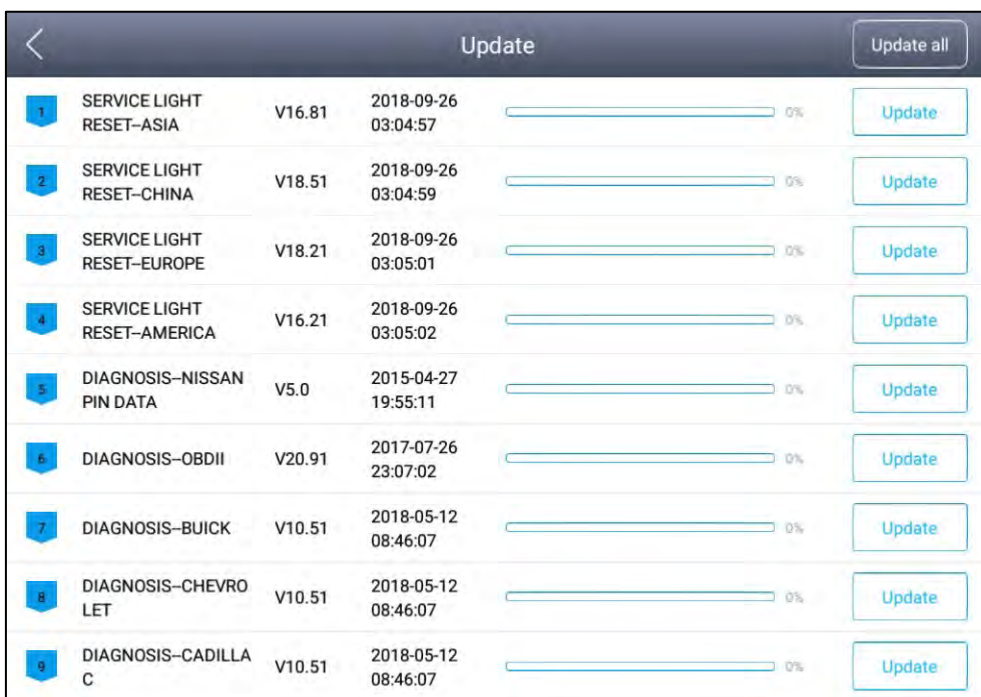 Update
Update all
1
SERVICE LIGHT
RESET--ASIA
V16.81
2018-09-26
03:04:57
0%
Update
2
SERVICE LIGHT
RESET--CHINA
V18.51
2018-09-26
03:04:59
0%
Update
3
SERVICE LIGHT
RESET--EUROPE
V18.21
2018-09-26
03:05:01
0%
Update
4
SERVICE LIGHT
RESET--AMERICA
V16.21
2018-09-26
03:05:02
0%
Update
5
DIAGNOSIS--NISSAN
PIN DATA
V5.0
2015-04-27
19:55:11
0%
Update
6
DIAGNOSIS--OBDII
V20.91
2017-07-26
23:07:02
0%
Update
7
DIAGNOSIS--BUICK
V10.51
2018-05-12
08:46:07
0%
Update
8
DIAGNOSIS--CHEVRO
LET
V10.51
2018-05-12
08:46:07
0%
Update
9
DIAGNOSIS--CADILLA
C
V10.51
2018-05-12
08:46:07
0%
Update